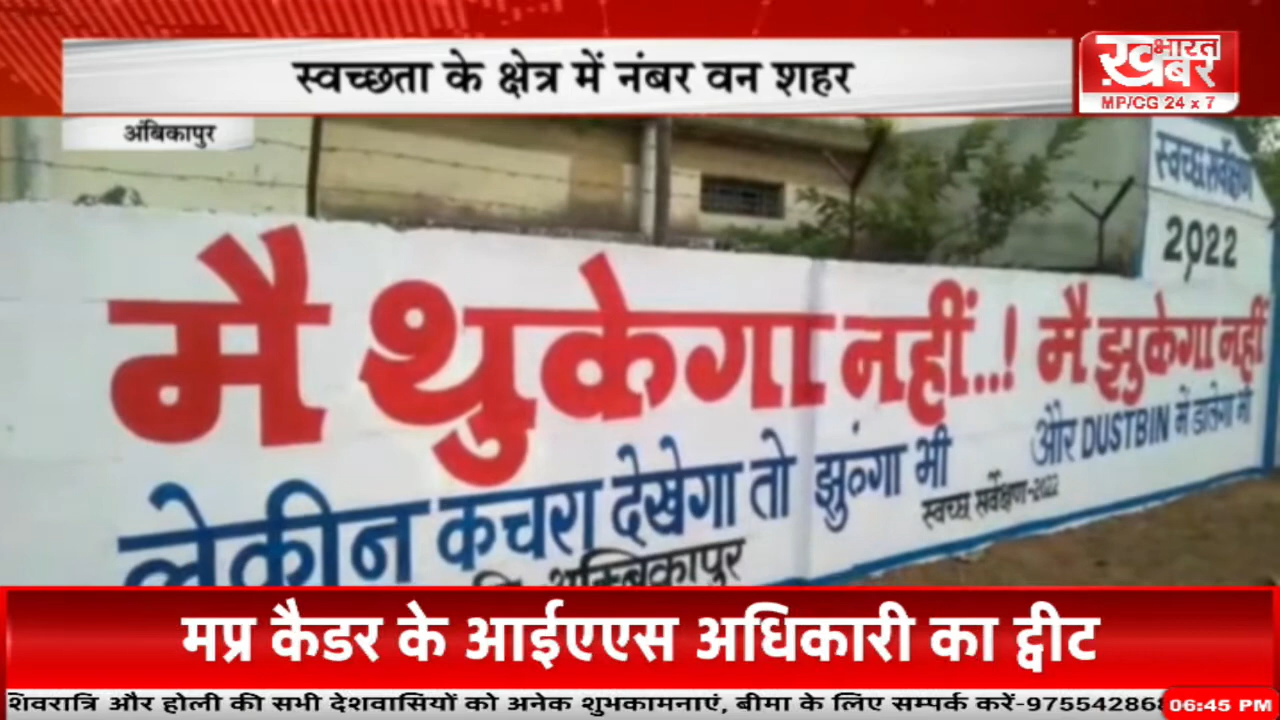 स्वच्छता के क्षेत्र में नंबर वन शहर
भारत
ख़बर
MP/CG 24 x 7
अंबिकापुर
स्वच्छ सर्वेक्षण
2022
मै थुकेगा नहीं..! मै झुकेगा नहीं
लेकीन कचरा देखेगा तो झुंगा भी
और DUSTBIN में डालेगा भी
स्वच्छ सर्वेक्षण-2022
अम्बिकापुर
मप्र कैडर के आईएएस अधिकारी का ट्वीट
शिवरात्रि और होली की सभी देशवासियों को अनेक शुभकामनाएं, बीमा के लिए सम्पर्क करें-97554286
06:45 PM